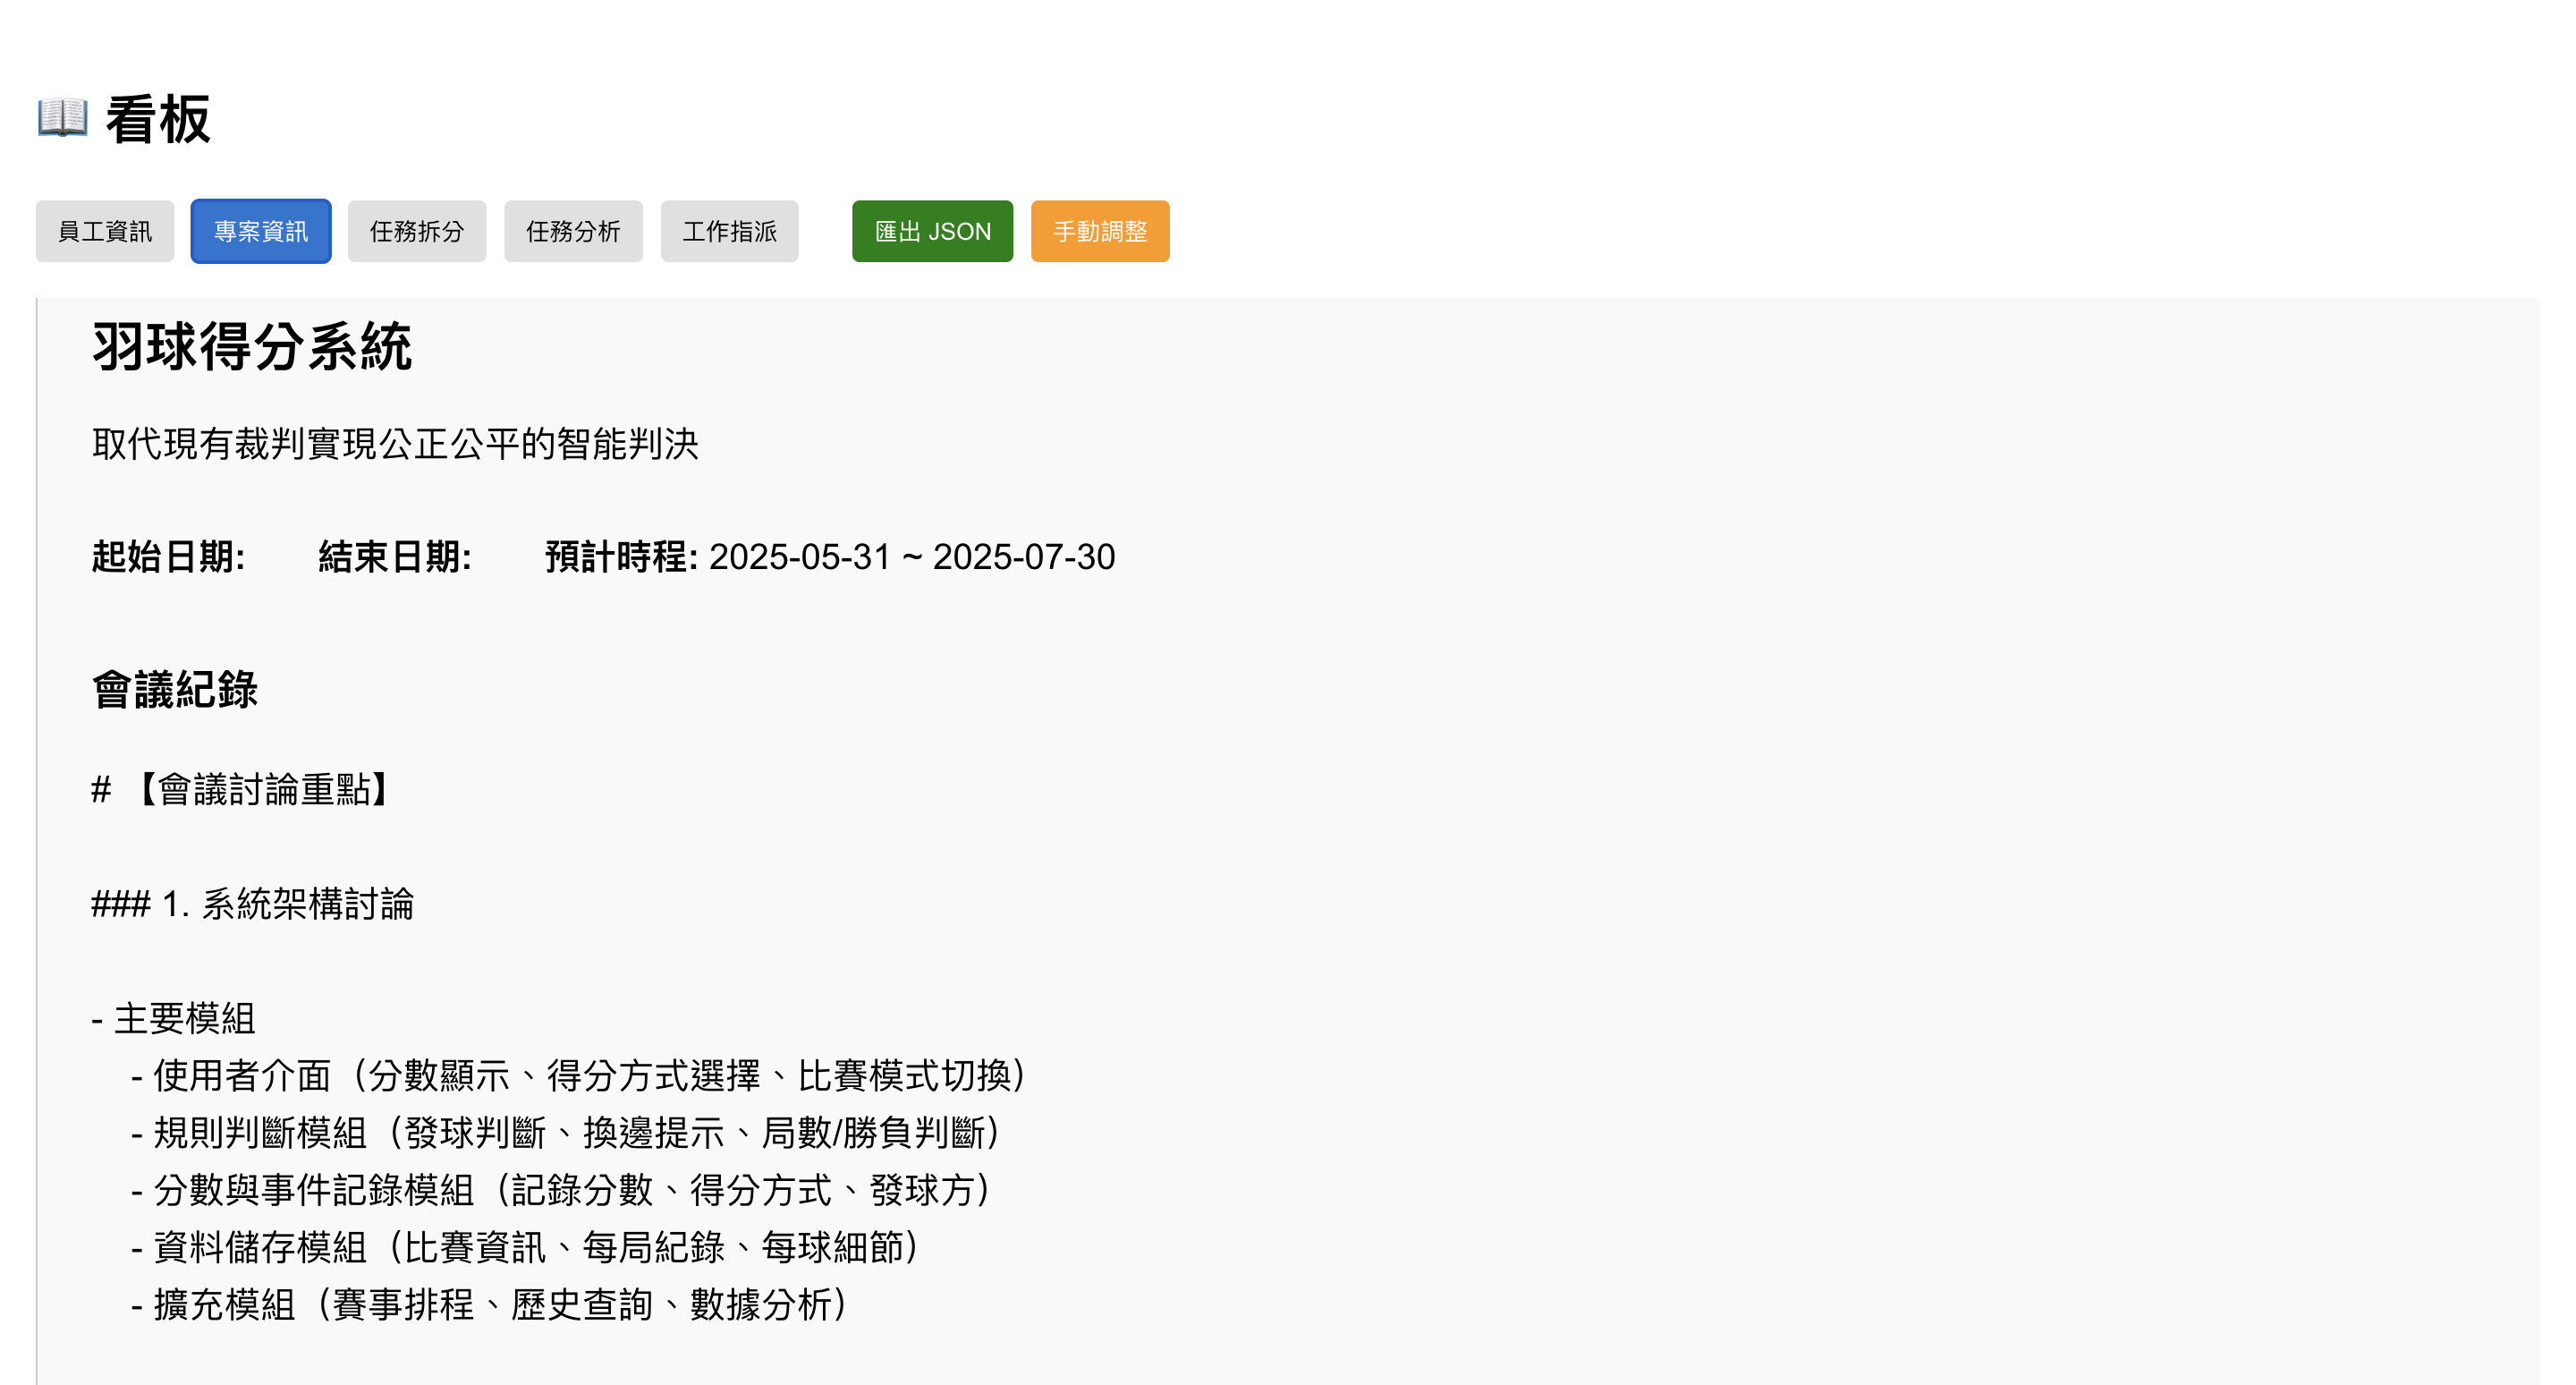 📖 看板
員工資訊 專案資訊 任務拆分 任務分析 工作指派 匯出 JSON 手動調整
羽球得分系統
取代現有裁判實現公正公平的智能判決
起始日期: 結束日期: 預計時程: 2025-05-31 ~ 2025-07-30
會議紀錄
# 【會議討論重點】
### 1. 系統架構討論
- 主要模組
- 使用者介面（分數顯示、得分方式選擇、比賽模式切換）
- 規則判斷模組（發球判斷、換邊提示、局數/勝負判斷）
- 分數與事件記錄模組（記錄分數、得分方式、發球方）
- 資料儲存模組（比賽資訊、每局紀錄、每球細節）
- 擴充模組（賽事排程、歷史查詢、數據分析）